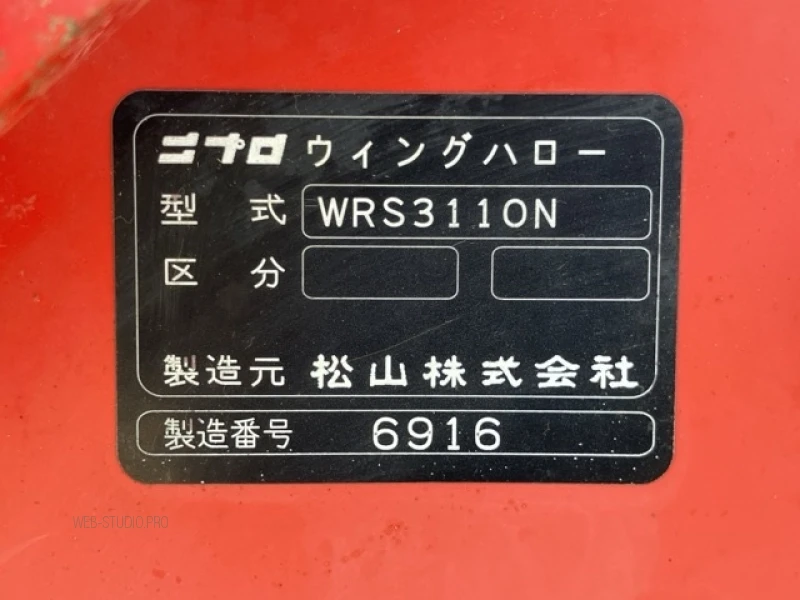 ニプロ ウィングハロー
型式 WRS3110N
区分
製造元 松山株式会社
製造番号 6916
WEB-STUDIO.PRO